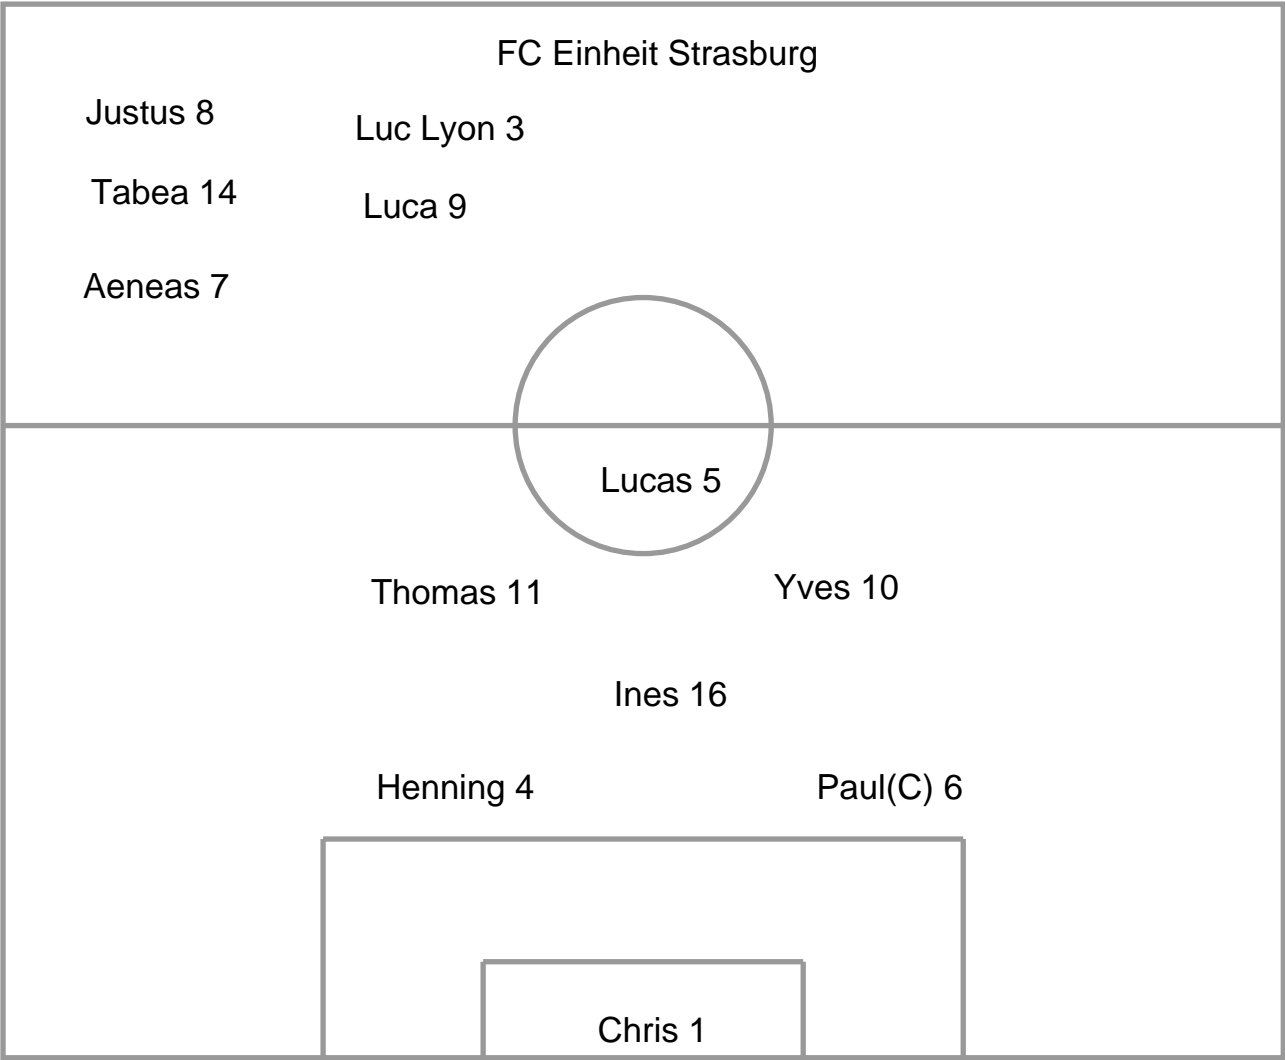 FC Einheit Strasburg
Justus 8
Luc Lyon 3
Tabea 14
Luca 9
Aeneas 7
Lucas 5
Thomas 11
Yves 10
Ines 16
Henning 4
Paul(C) 6
Chris 1